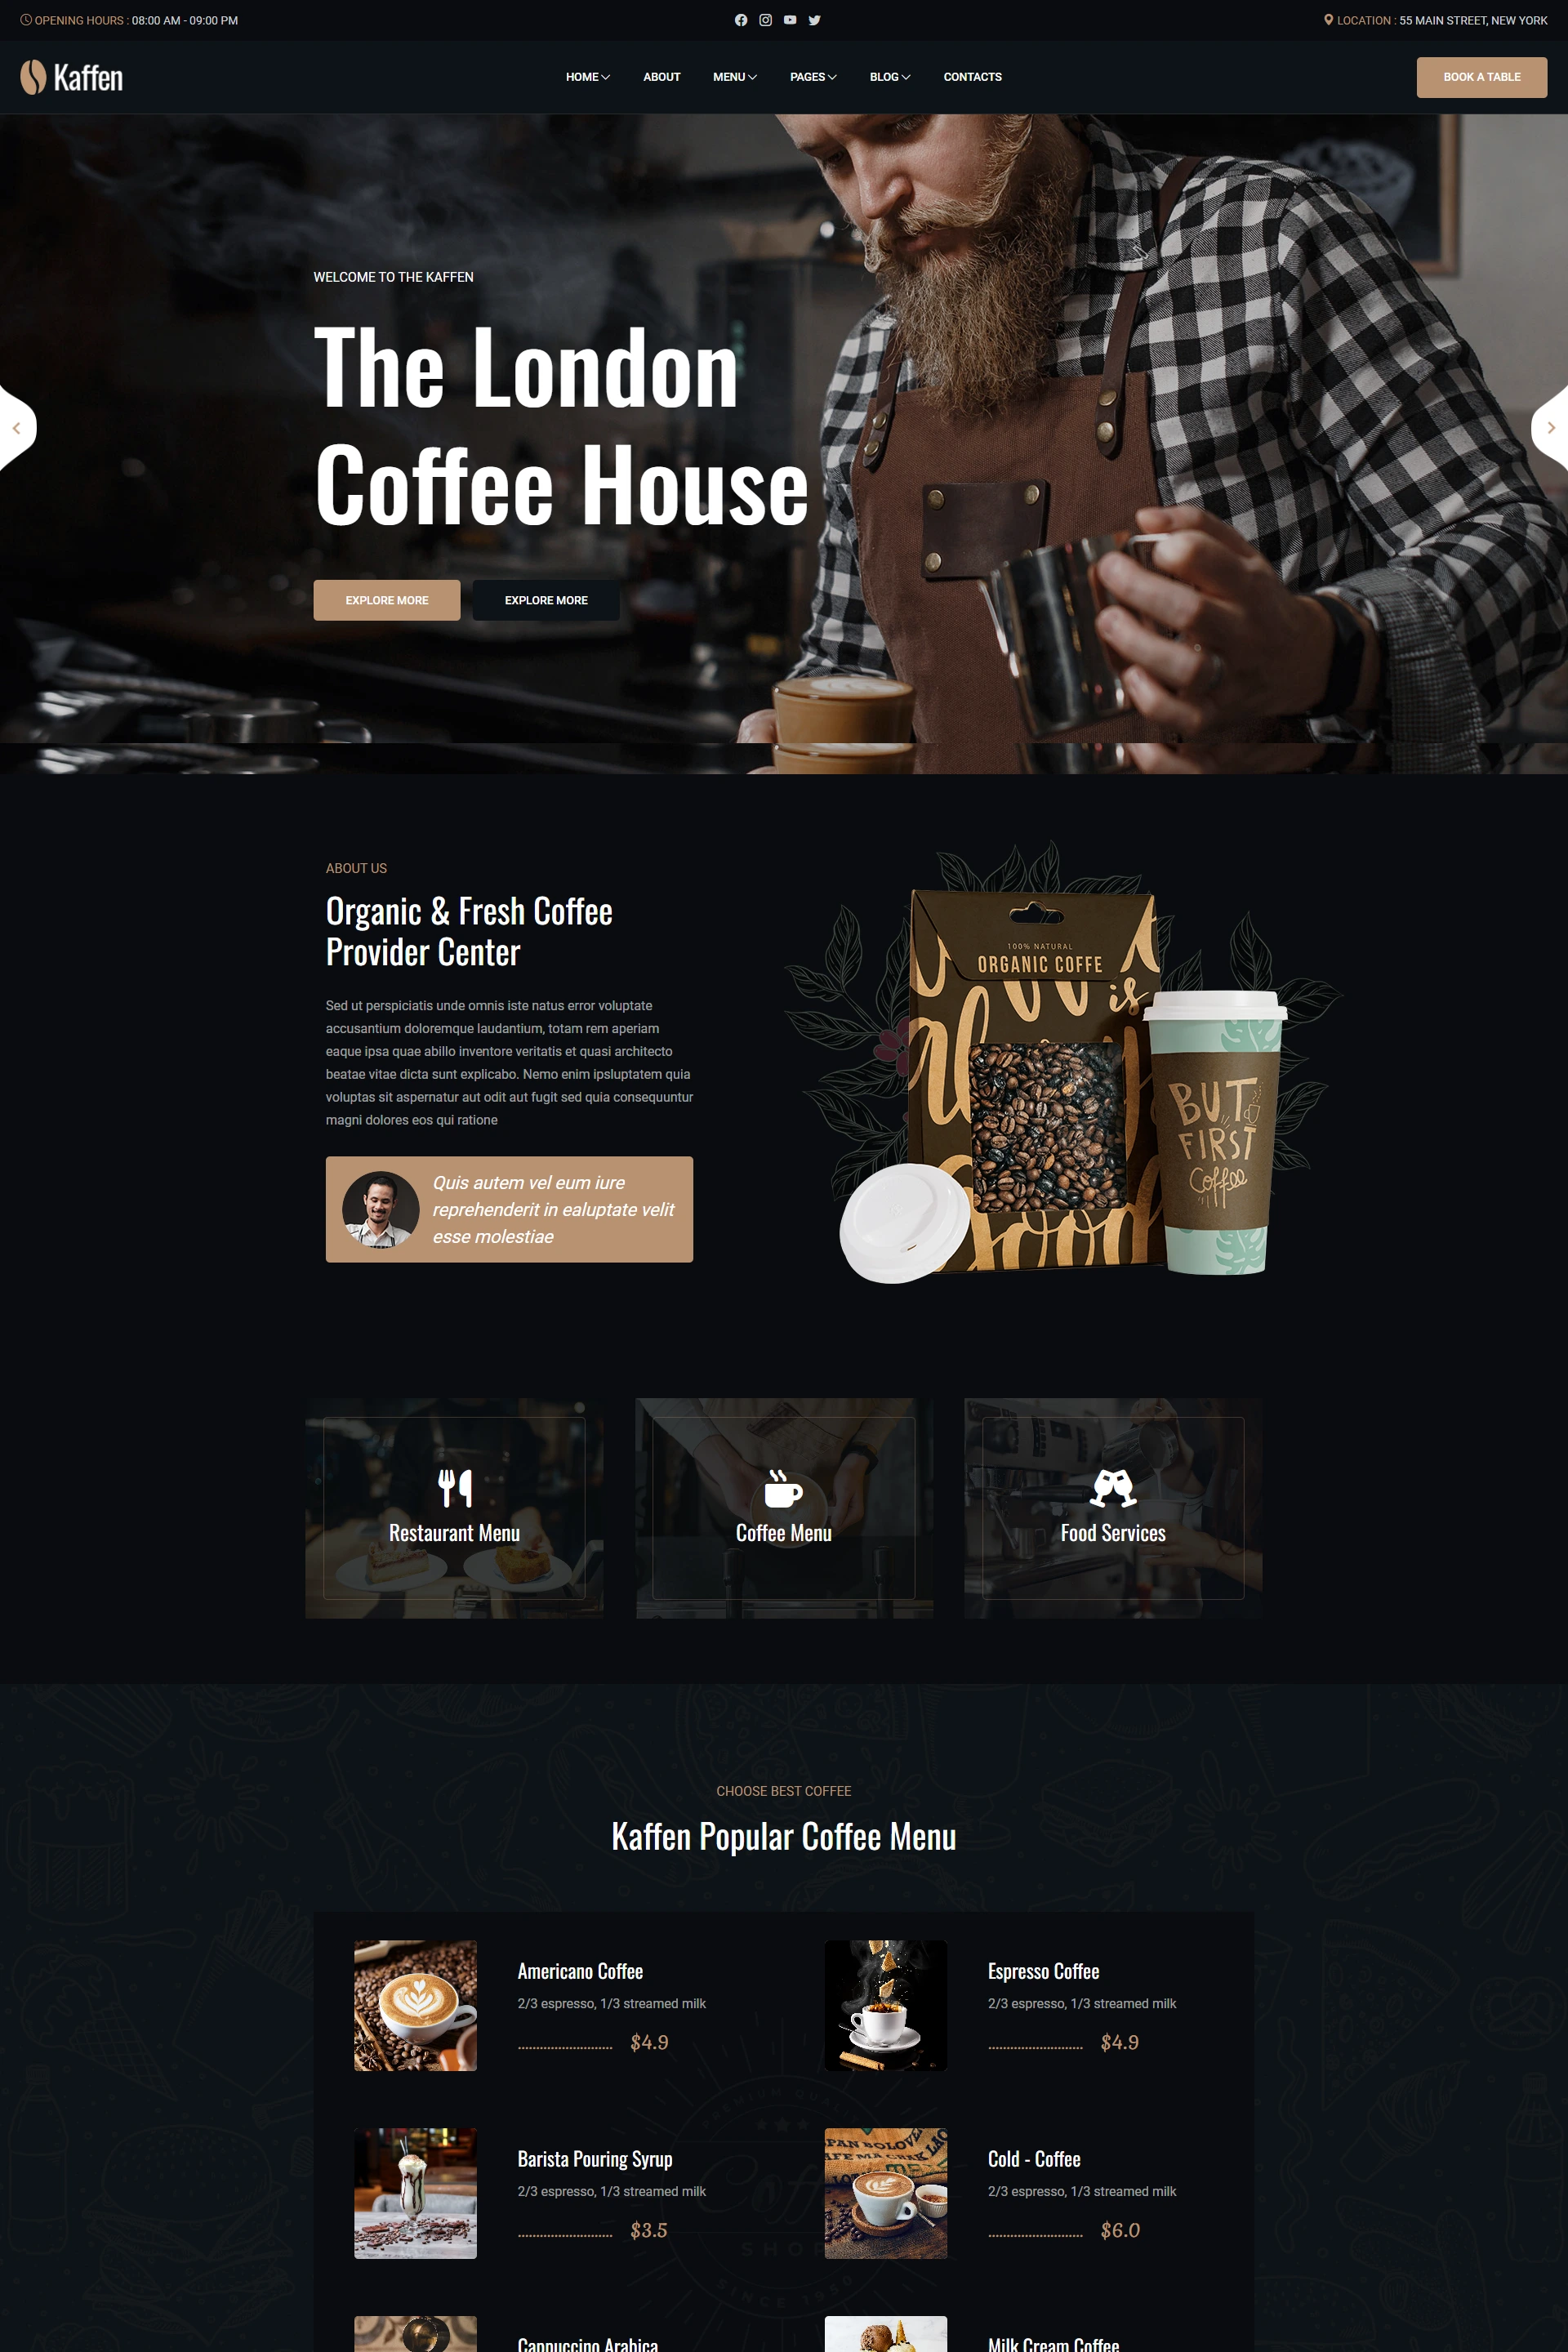 OPENING HOURS : 08:00 AM - 09:00 PM
LOCATION : 55 MAIN STREET, NEW YORK
Kaffen
HOME
ABOUT
MENU
PAGES
BLOG
CONTACTS
BOOK A TABLE
WELCOME TO THE KAFFEN
The London
Coffee House
EXPLORE MORE
EXPLORE MORE
ABOUT US
Organic & Fresh Coffee
Provider Center
Sed ut perspiciatis unde omnis iste natus error voluptate
accusantium doloremque laudantium, totam rem aperiam
eaque ipsa quae abillo inventore veritatis et quasi architecto
beatae vitae dicta sunt explicabo. Nemo enim ipsluptatem quia
voluptas sit aspernatur aut odit aut fugit sed quia consequuntur
magni dolores eos qui ratione
Quis autem vel eum iure
reprehenderit in ealuptate velit
esse molestiae
100% NATURAL
ORGANIC COFFE
is
BUT
FIRST
Coffee
Restaurant Menu
Coffee Menu
Food Services
CHOOSE BEST COFFEE
Kaffen Popular Coffee Menu
Americano Coffee
2/3 espresso, 1/3 streamed milk
$4.9
Espresso Coffee
2/3 espresso, 1/3 streamed milk
$4.9
Barista Pouring Syrup
2/3 espresso, 1/3 streamed milk
$3.5
Cold - Coffee
2/3 espresso, 1/3 streamed milk
$6.0
Cappuccino Arabica
Milk Cream Coffee